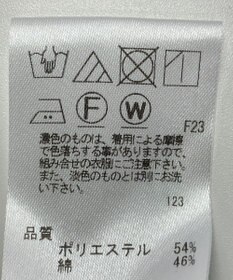 F W
F23
濃色のものは、着用による摩擦
で色落ちする事がありますので、
組み合せの衣服にご注意下さい。
また、淡色のものとは別にお洗
い下さい。
123
品質
ポリエステル 54%
綿 46%